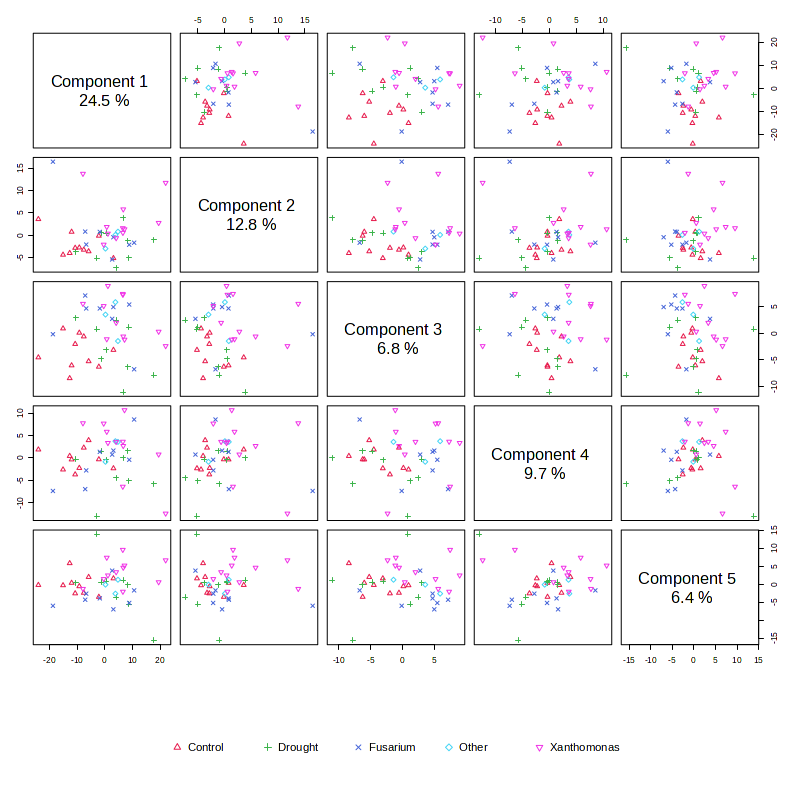 -5 0 5 10 15
-10 -5 0 5 10
Component 1
24.5 %
-20 -10 0 10 20
-5 0 5 10 15
Component 2
12.8 %
Component 3
6.8 %
-10 -5 0 5
-10 -5 0 5 10
Component 4
9.7 %
Component 5
6.4 %
-15 -5 0 5 10 15
-20 -10 0 10 20
-10 -5 0 5
-15 -10 -5 0 5 10 15
Control Drought Fusarium Other Xanthomonas